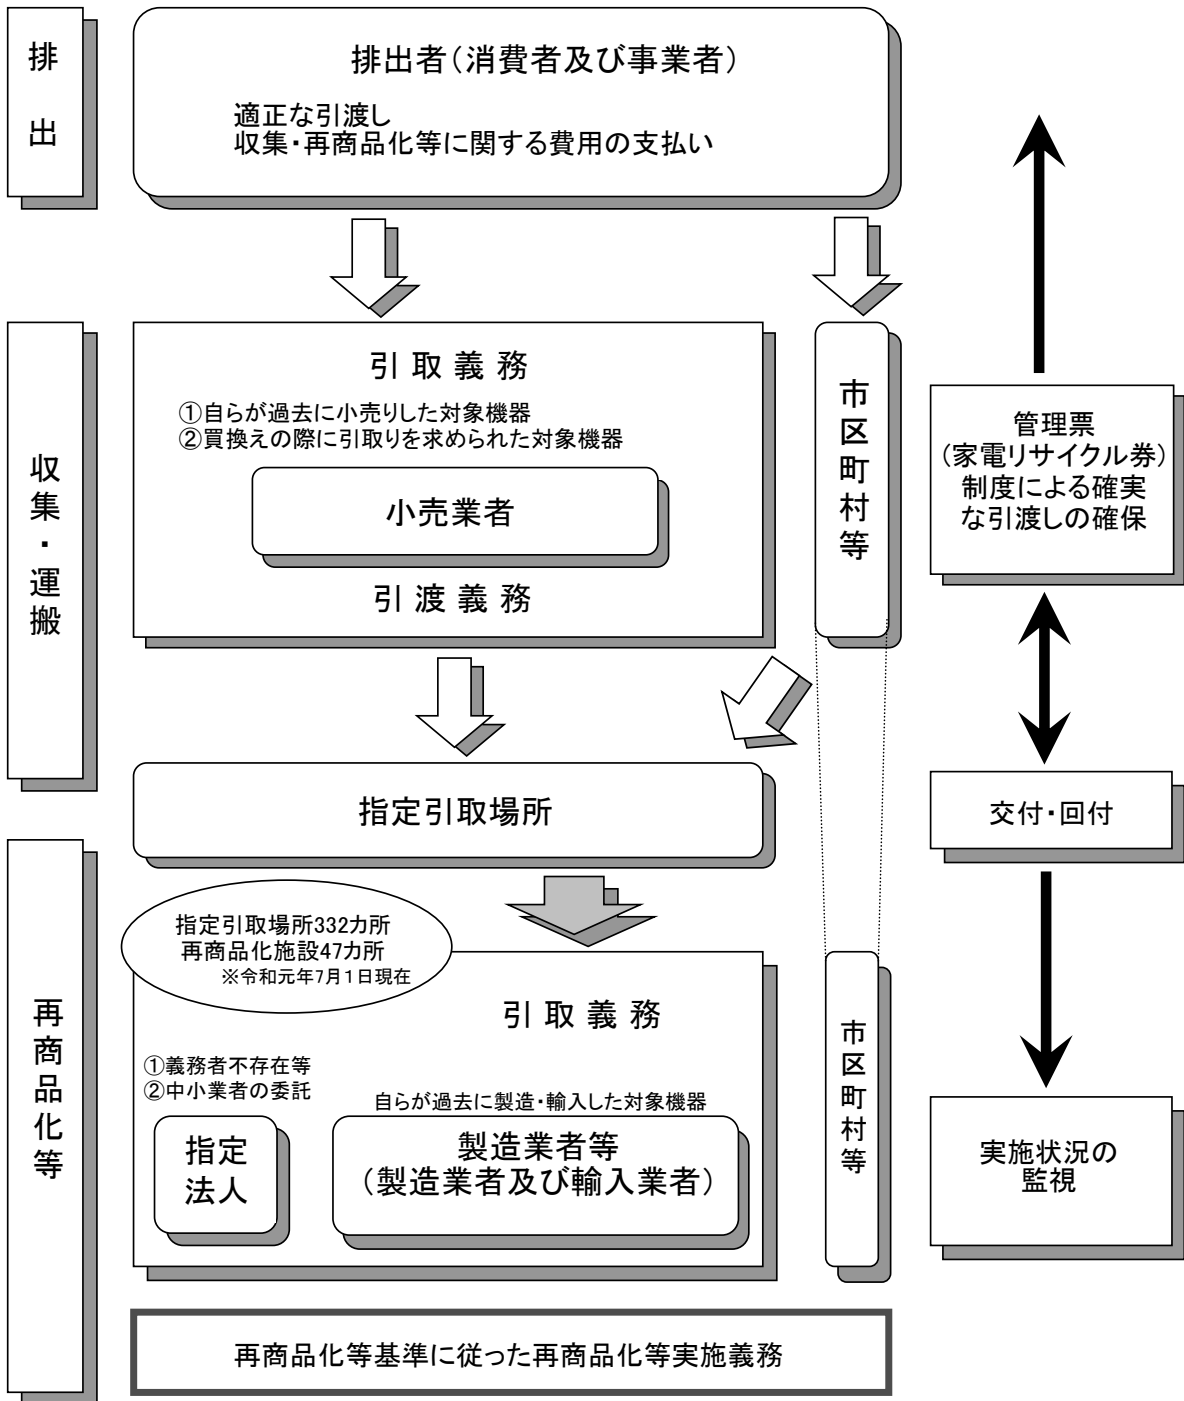 排出
排出者（消費者及び事業者）
適正な引渡し
収集・再商品化等に関する費用の支払い
収集・運搬
引取義務
①自らが過去に小売りした対象機器
②買換えの際に引取りを求められた対象機器
小売業者
引渡義務
市区町村等
管理票
（家電リサイクル券）
制度による確実
な引渡しの確保
指定引取場所
交付・回付
再商品化等
指定引取場所332カ所
再商品化施設47カ所
※令和元年7月１日現在
引取義務
①義務者不存在等
②中小業者の委託
指定
法人
自らが過去に製造・輸入した対象機器
製造業者等
（製造業者及び輸入業者）
市区町村等
実施状況の
監視
再商品化等基準に従った再商品化等実施義務